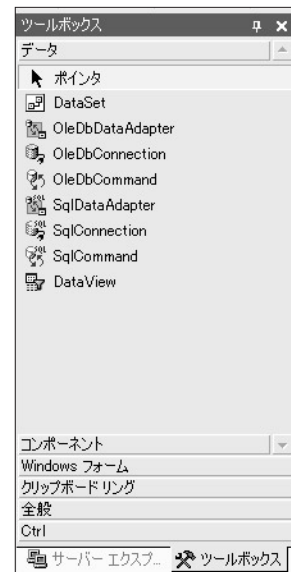 ツールボックス
データ
ポインタ
DataSet
OleDbDataAdapter
OleDbConnection
OleDbCommand
SqlDataAdapter
SqlConnection
SqlCommand
DataView
コンポーネント
Windows フォーム
クリップボード リング
全般
Ctrl
サーバー エクスプ... ツールボックス